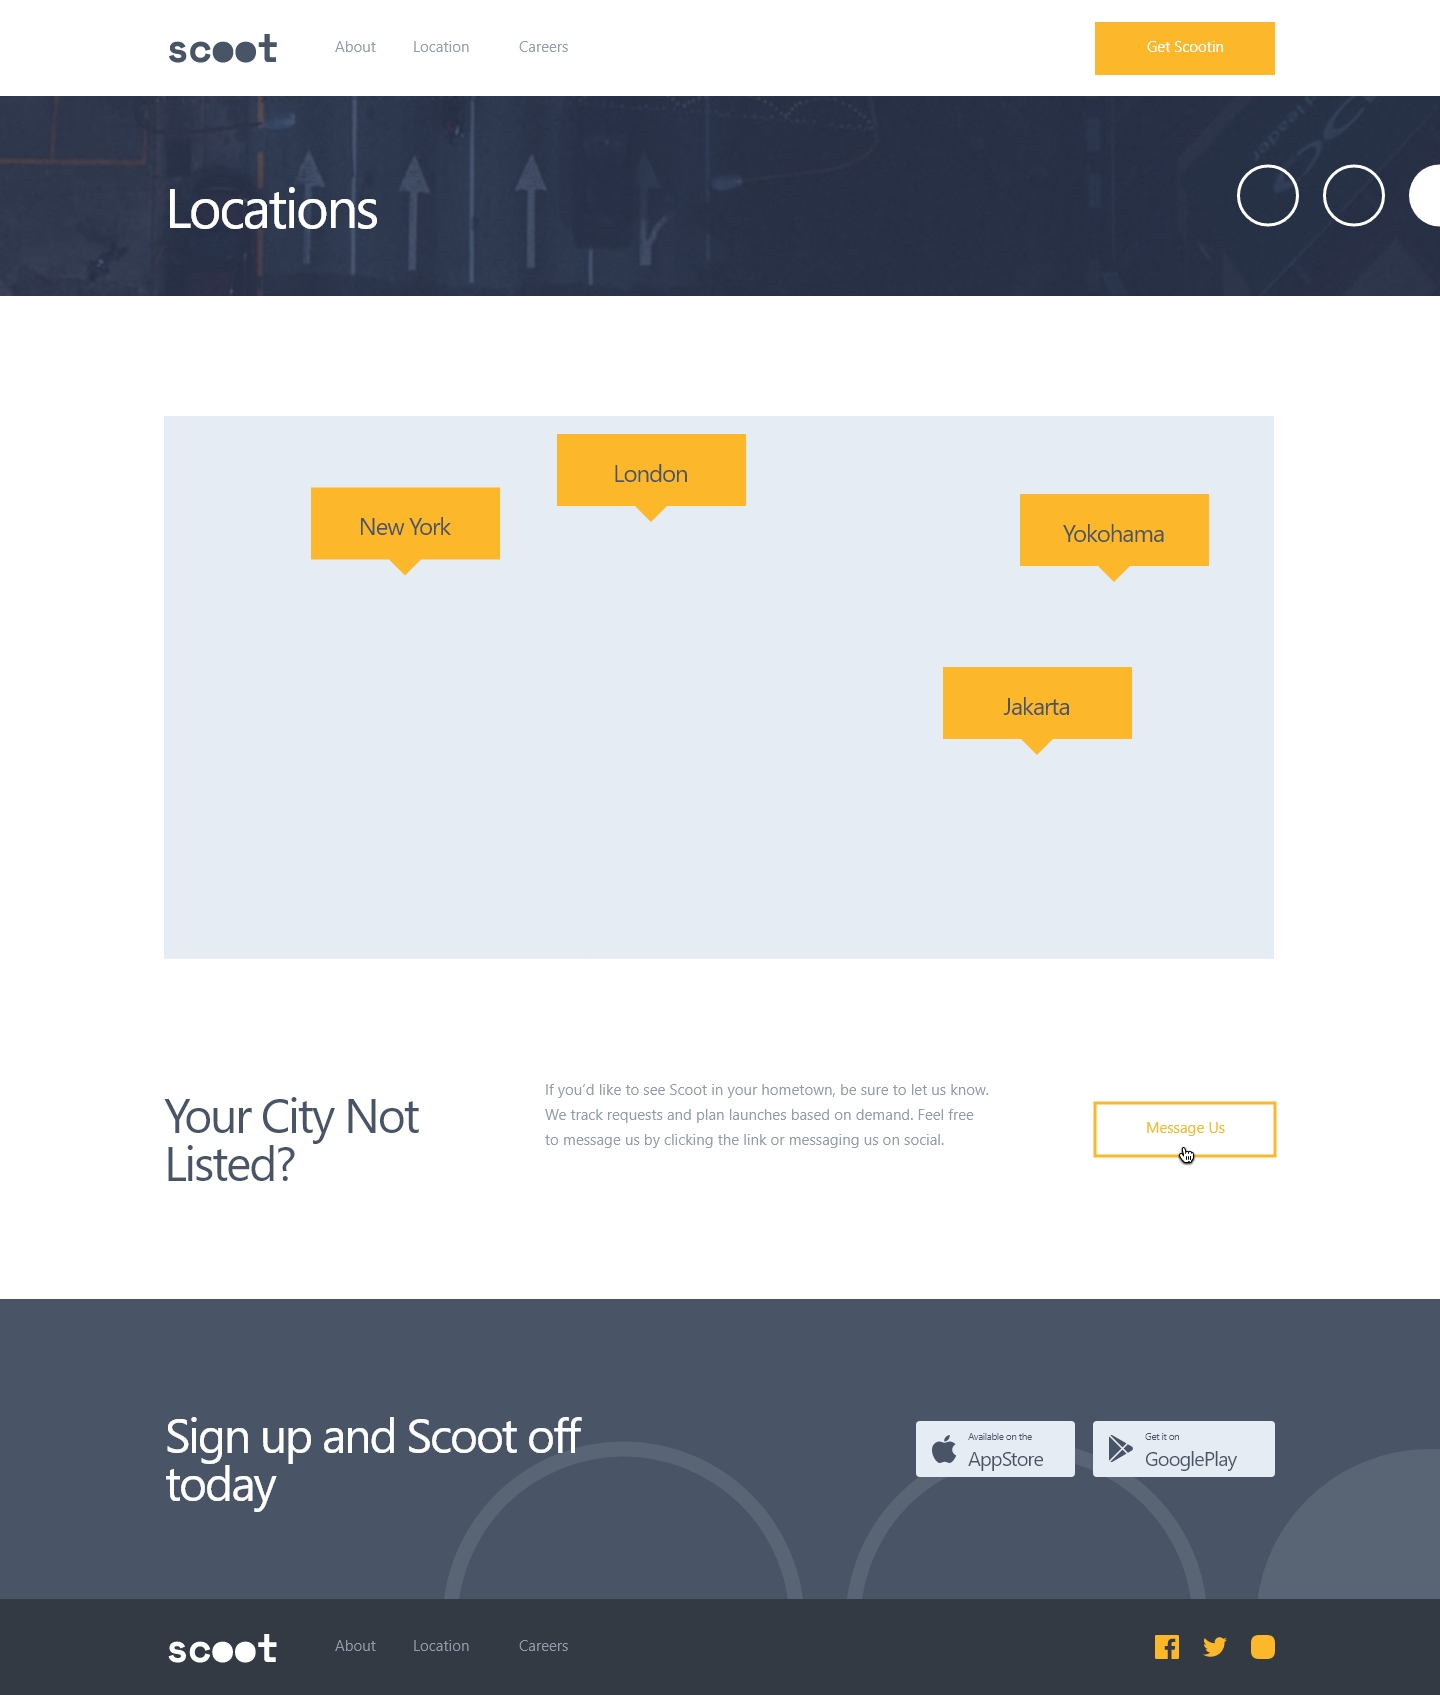 scoot
About
Location
Careers
Get Scootin
leader
Locations
London
New York
Yokohama
Jakarta
Your City Not
Listed?
If you'd like to see Scoot in your hometown, be sure to let us know.
We track requests and plan launches based on demand. Feel free
to message us by clicking the link or messaging us on social.
Message Us
Sign up and Scoot off
today
Available on the
AppStore
Get it on
GooglePlay
scoot
About
Location
Careers